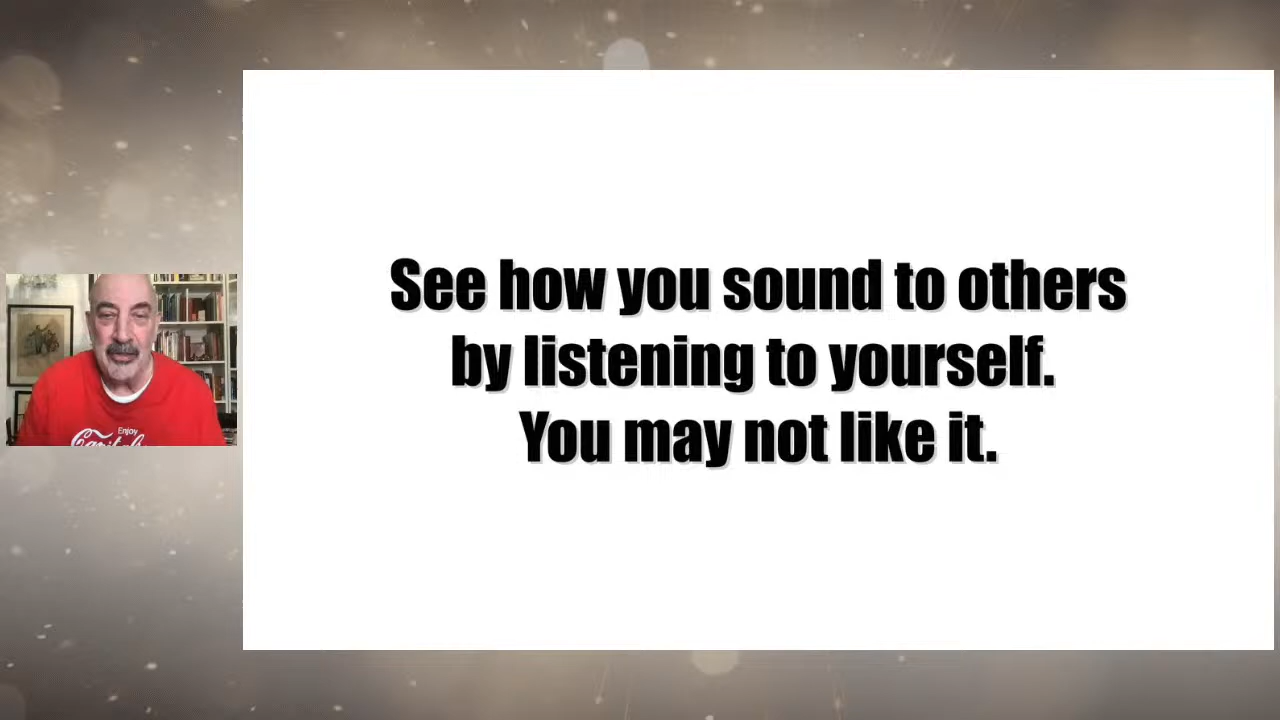 See how you sound to others
by listening to yourself.
You may not like it.
Enjoy